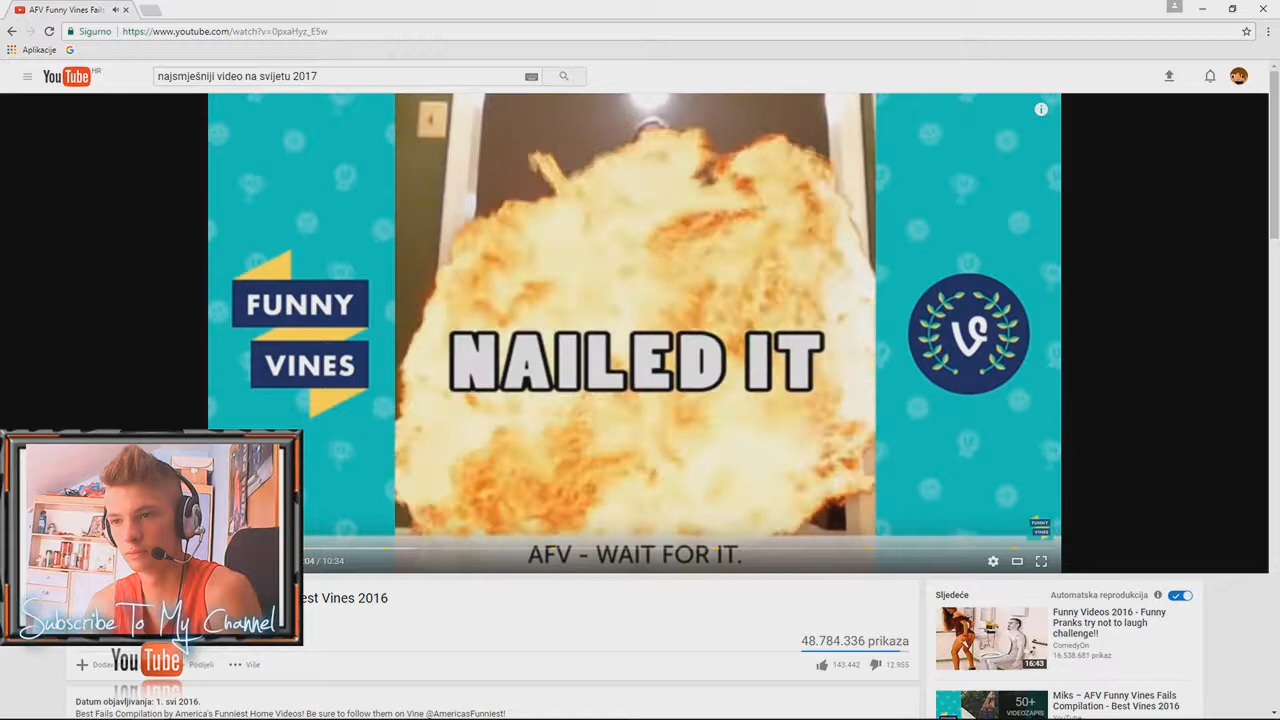 AFV Funny Vines Fails
Sigurno
https://www.youtube.com/watch?v=0pxaHyz_E5w
Aplikacije
YouTube HR
najsmješniji video na svijetu 2017
FUNNY
VINES
NAILED IT
FUNNY
VINES
AFV - WAIT FOR IT.
:04 / 10:34
est Vines 2016
Sljedeće
Automatska reprodukcija
Funny Videos 2016 - Funny
Pranks try not to laugh
challenge!!
ComedyOn
16.538.681 prikaz
16:43
Subscribe To My Channel
YouTube
48.784.336 prikaza
Podijeli
Više
143.442
12.955
Datum objavljivanja: 1. svi 2016.
Best Fails Compilation by America's Funniest Home Videos! Be sure to follow them on Vine @AmericasFunniest!
Miks – AFV Funny Vines Fails
Compilation - Best Vines 2016
YouTube
50+
VIDEOZAPIS